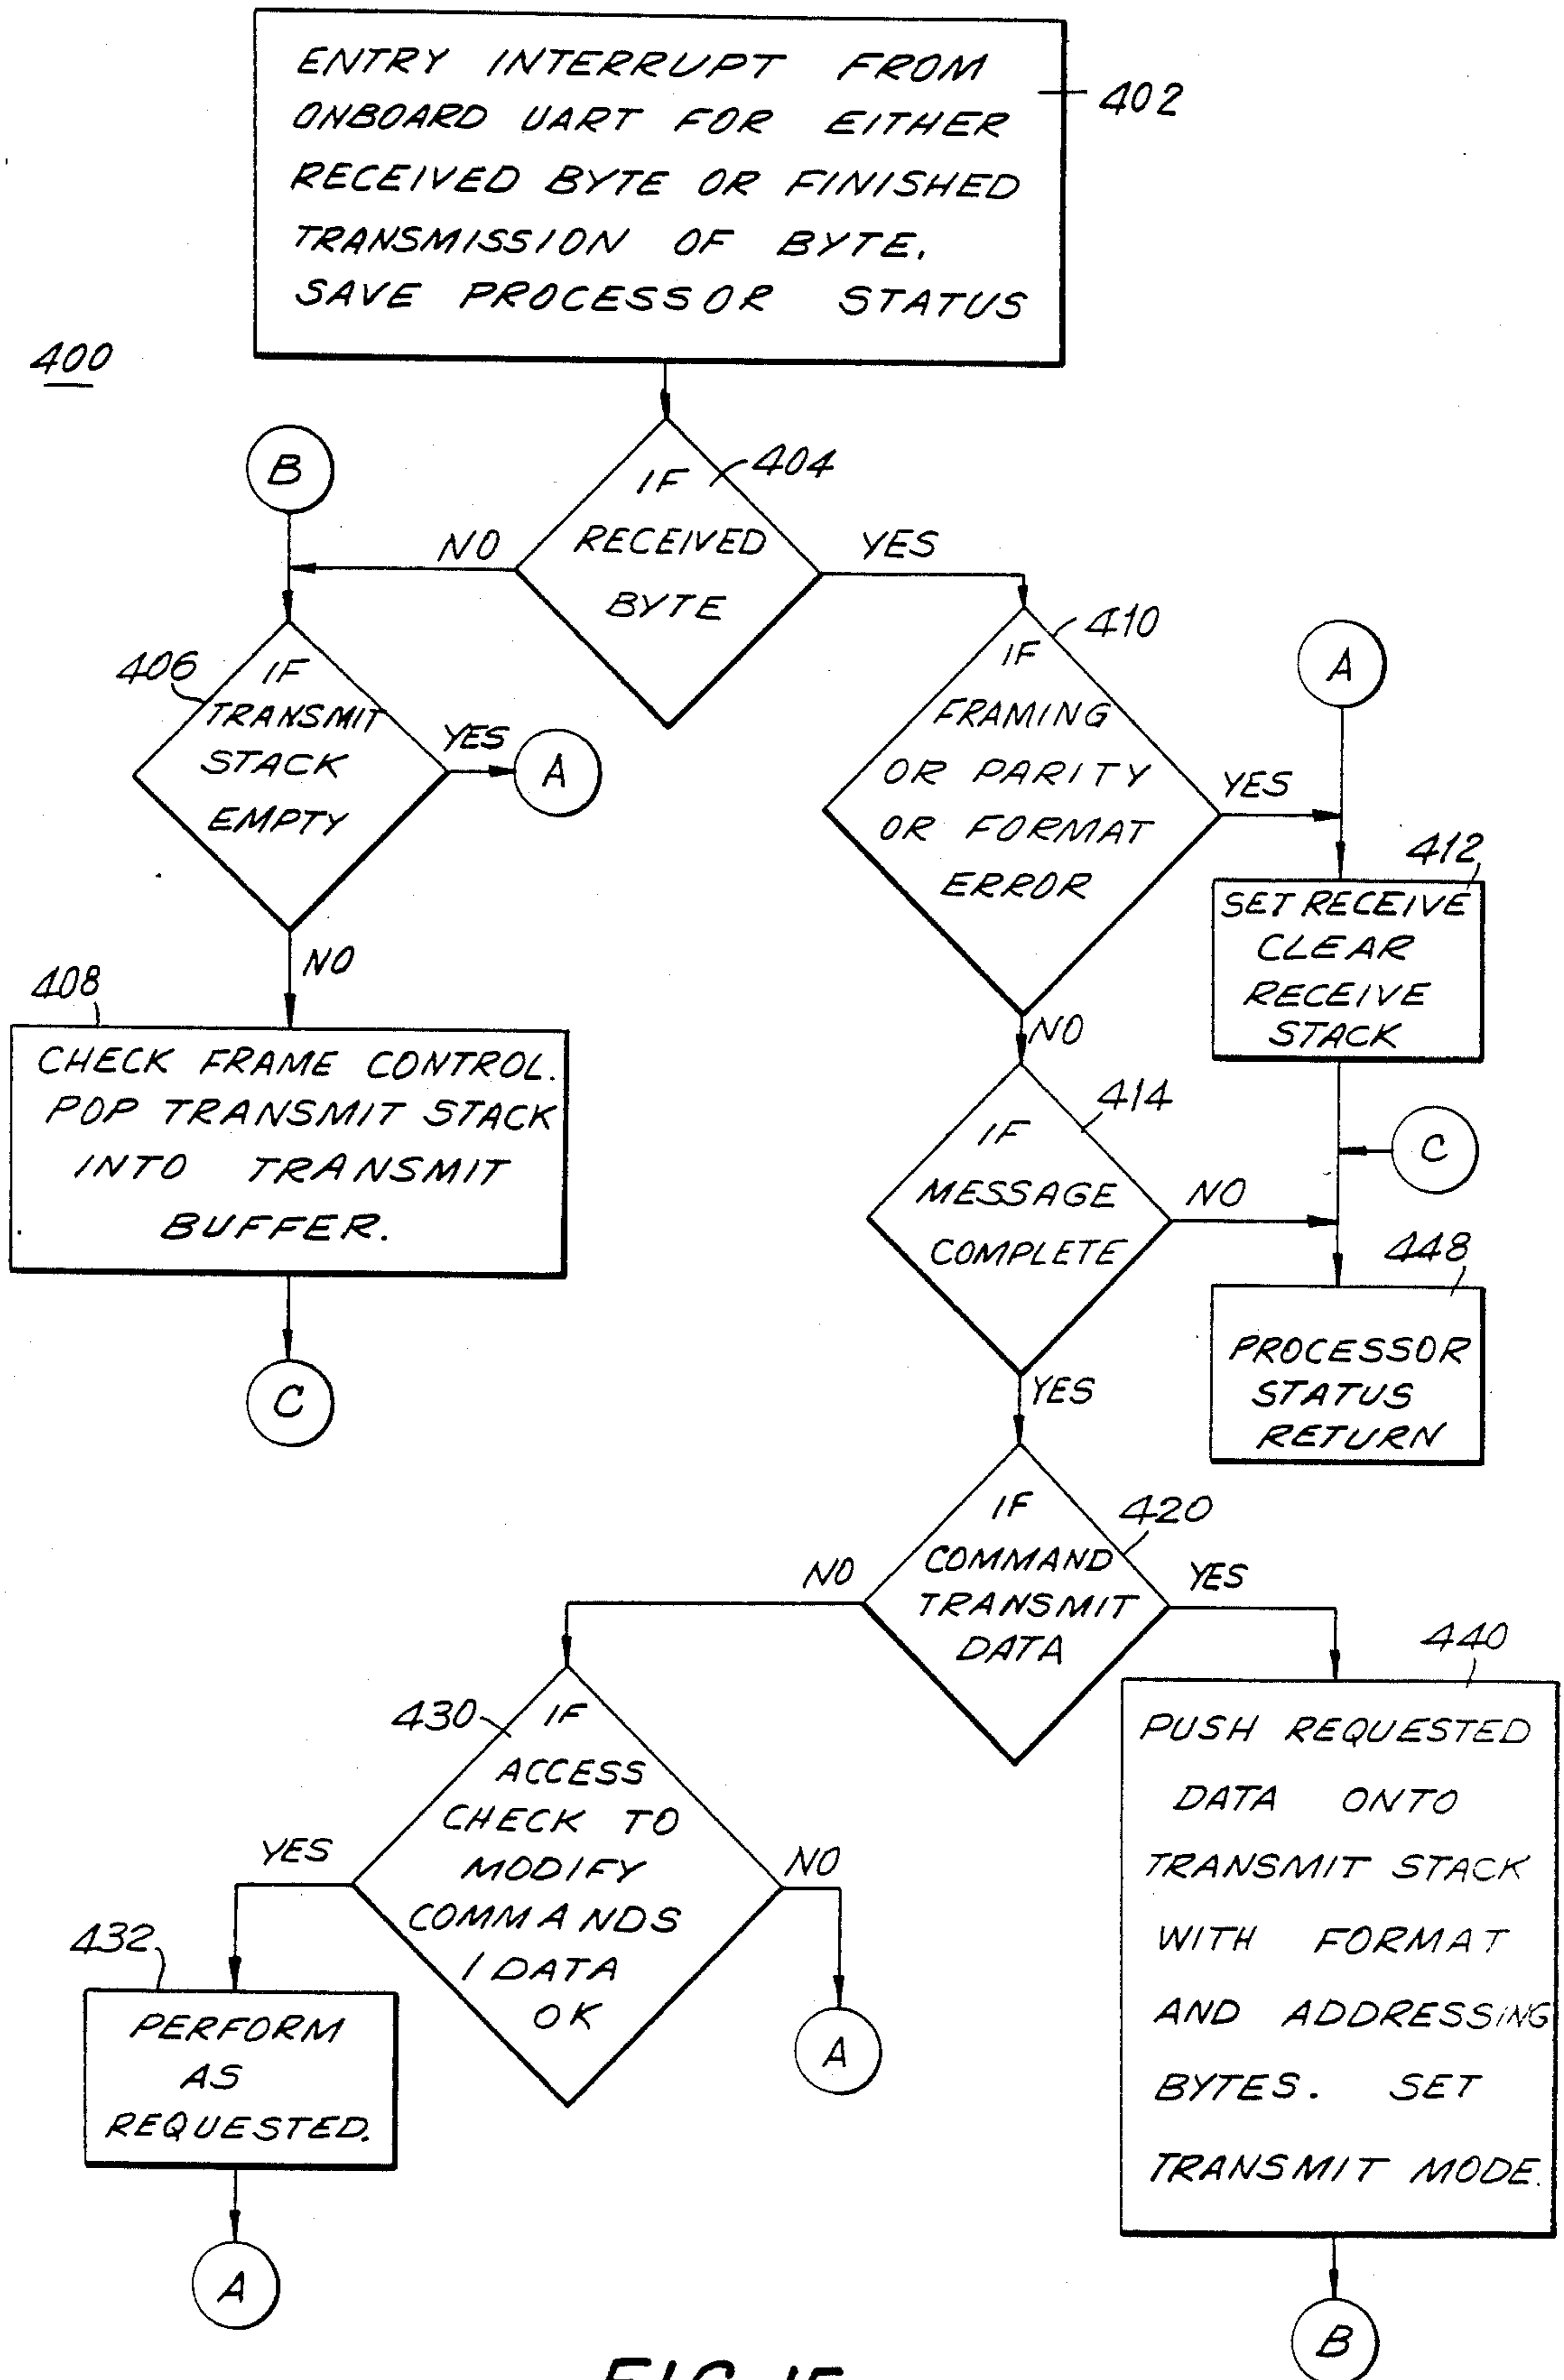 ENTRY INTERRUPT FROM
ONBOARD UART FOR EITHER
RECEIVED BYTE OR FINISHED
TRANSMISSION OF BYTE.
SAVE PROCESSOR STATUS
402
400
B
IF
RECEIVED
BYTE
404
NO
YES
406
IF
TRANSMIT
STACK
EMPTY
YES
A
NO
410
IF
FRAMING
OR PARITY
OR FORMAT
ERROR
YES
NO
A
412
SET RECEIVE
CLEAR
RECEIVE
STACK
408
CHECK FRAME CONTROL.
POP TRANSMIT STACK
INTO TRANSMIT
BUFFER.
C
414
IF
MESSAGE
COMPLETE
NO
YES
C
448
PROCESSOR
STATUS
RETURN
420
IF
COMMAND
TRANSMIT
DATA
NO
YES
430
IF
ACCESS
CHECK TO
MODIFY
COMMANDS
/ DATA
OK
YES
NO
A
432
PERFORM
AS
REQUESTED.
A
440
PUSH REQUESTED
DATA ONTO
TRANSMIT STACK
WITH FORMAT
AND ADDRESSING
BYTES. SET
TRANSMIT MODE.
B